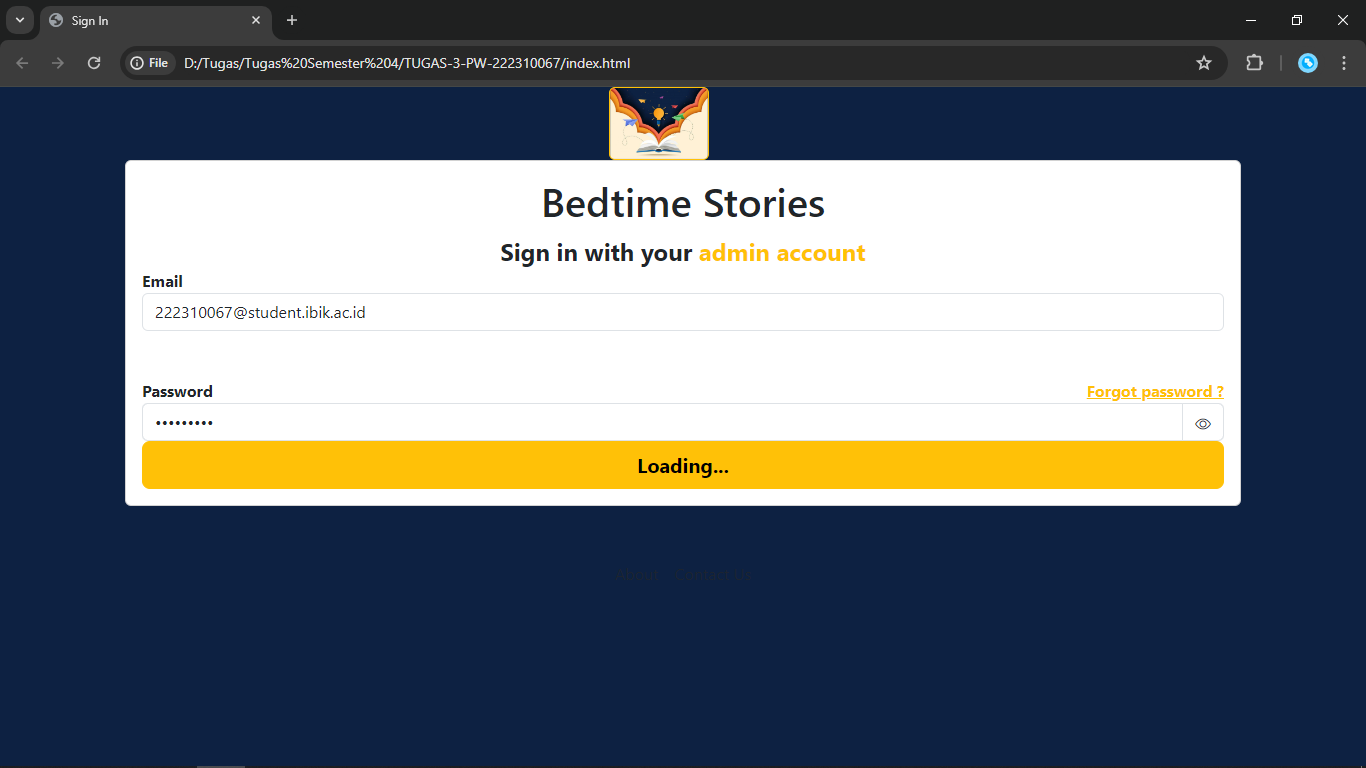 Sign In
File
D:/Tugas/Tugas%20Semester%204/TUGAS-3-PW-222310067/index.html
Bedtime Stories
Sign in with your admin account
Email
222310067@student.ibik.ac.id
Password
Forgot password ?
•••••••••
Loading...
About Contact Us